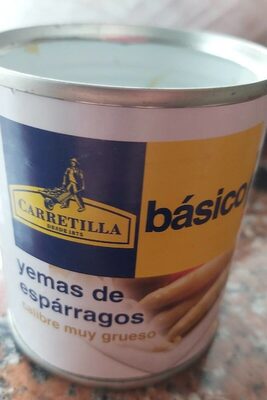 CARRETILLA
DESDE 1875
básico
yemas de
espárragos
calibre muy grueso